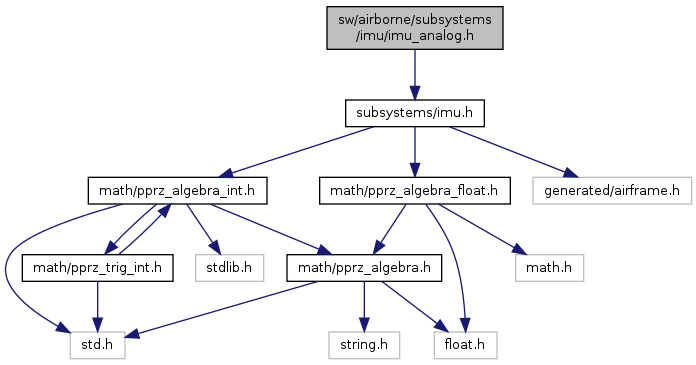 sw/airborne/subsystems
/imu/imu_analog.h
subsystems/imu.h
math/pprz_algebra_int.h
math/pprz_algebra_float.h
generated/airframe.h
math/pprz_trig_int.h
stdlib.h
math/pprz_algebra.h
math.h
std.h
string.h
float.h